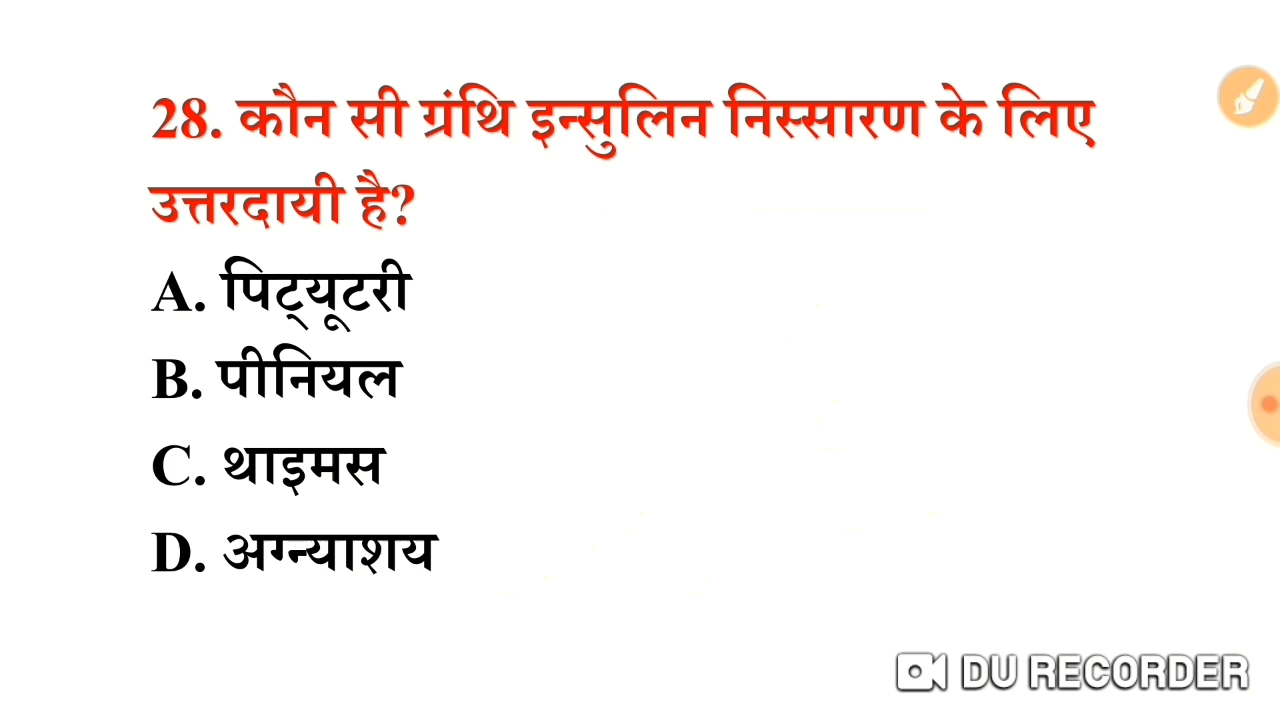 28. कौन सी ग्रंथि इन्सुलिन निस्सारण के लिए
उत्तरदायी है?
A. पिट्यूटरी
B. पीनियल
C. थाइमस
D. अग्न्याशय
DU RECORDER